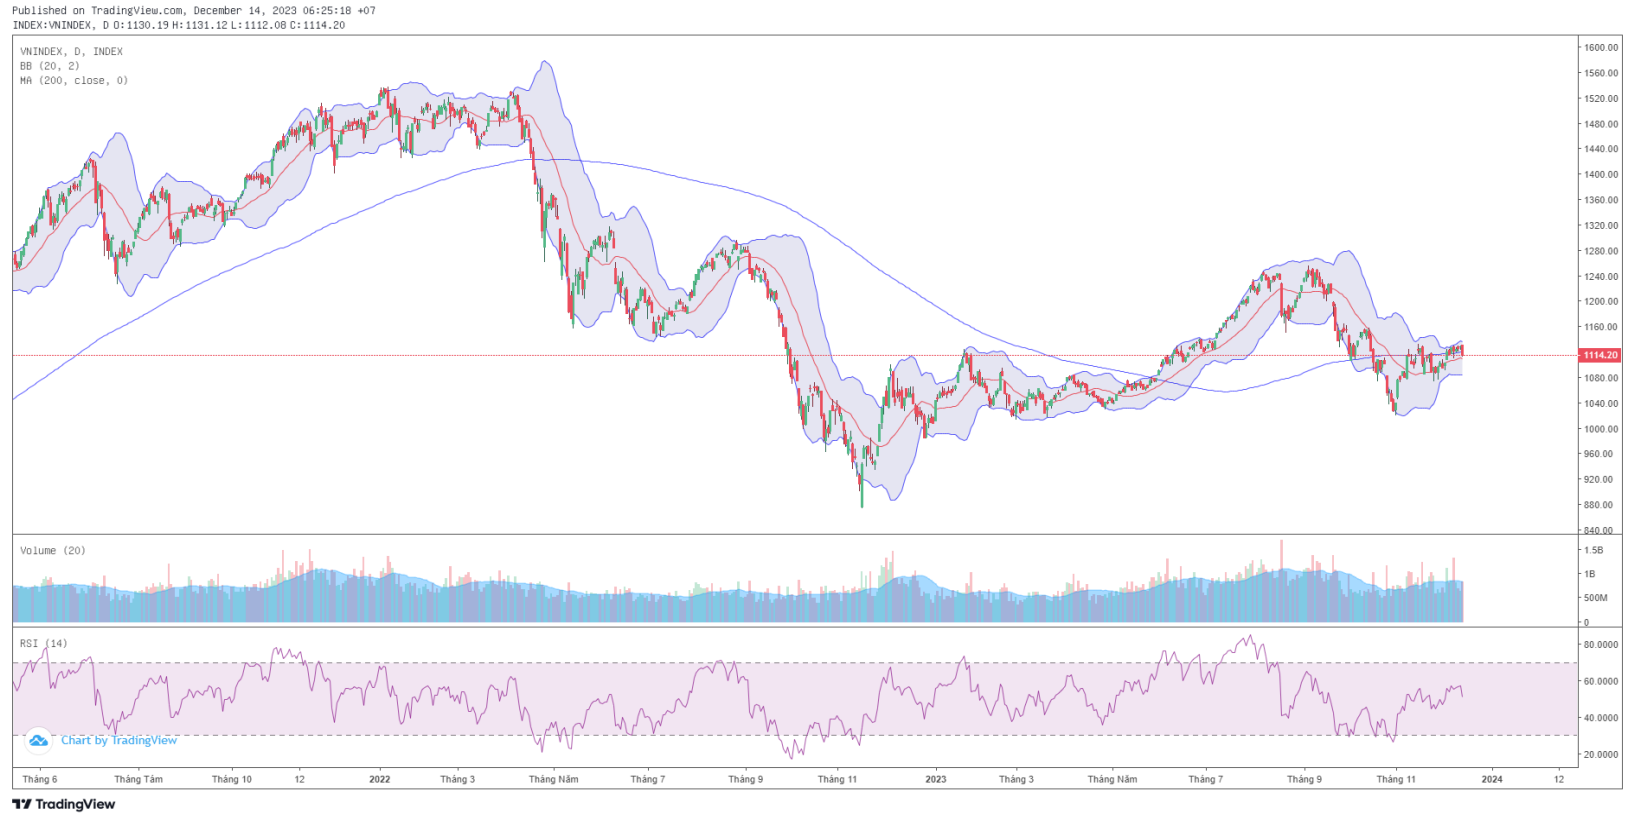 Published on TradingView.com, December 14, 2023 06:25:18 +07
INDEX:VNINDEX, D O:1130.19 H:1131.12 L:1112.08 C:1114.20
VNINDEX, D, INDEX
BB (20, 2)
MA (200, close, 0)
1600.00
1560.00
1520.00
1480.00
1440.00
1400.00
1360.00
1320.00
1280.00
1240.00
1200.00
1160.00
1114.20
1080.00
1040.00
1000.00
960.00
920.00
880.00
840.00
Volume (20)
1.5B
1B
500M
0
RSI (14)
80.0000
60.0000
40.0000
20.0000
Chart by TradingView
Tháng 6 Tháng Tám Tháng 10 12 2022 Tháng 3 Tháng Năm Tháng 7 Tháng 9 Tháng 11 2023 Tháng 3 Tháng Năm Tháng 7 Tháng 9 Tháng 11 2024 12
TradingView